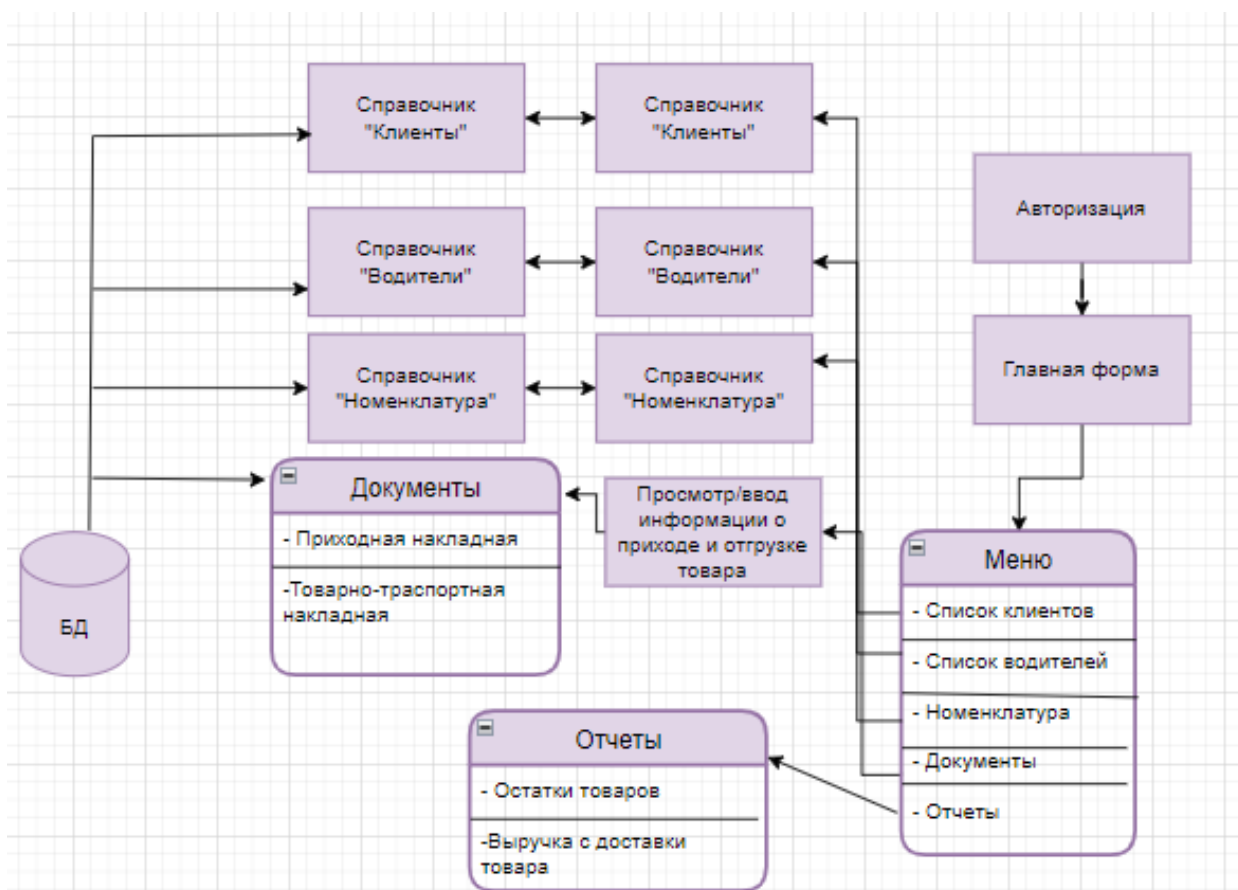 Справочник
"Клиенты"
Справочник
"Клиенты"
Авторизация
Справочник
"Водители"
Справочник
"Водители"
Главная форма
Справочник
"Номенклатура"
Справочник
"Номенклатура"
Документы
- Приходная накладная
-Товарно-траспортная
накладная
Просмотр/ввод
информации о
приходе и отгрузке
товара
Меню
- Список клиентов
- Список водителей
- Номенклатура
- Документы
- Отчеты
БД
Отчеты
- Остатки товаров
-Выручка с доставки
товара